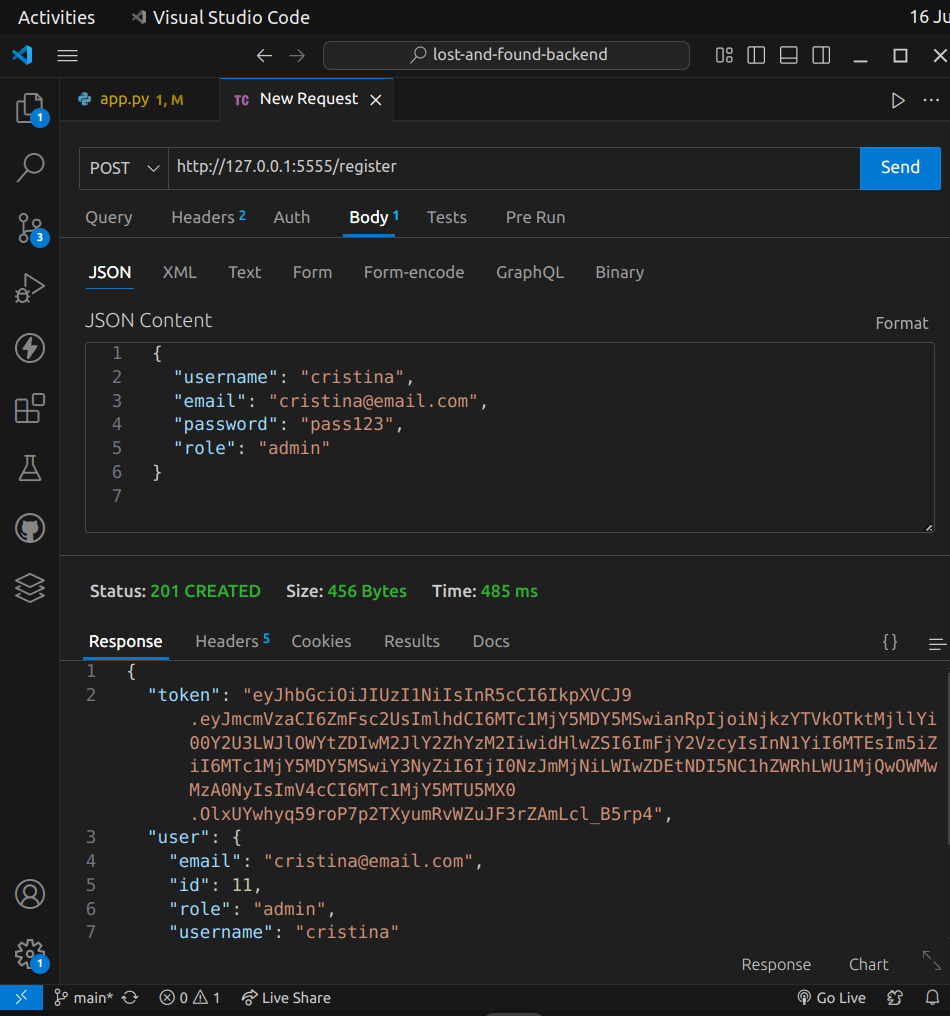 Activities Visual Studio Code 16 Ju
lost-and-found-backend
app.py 1, M TC New Request
POST http://127.0.0.1:5555/register Send
Query Headers 2 Auth Body 1 Tests Pre Run
JSON XML Text Form Form-encode GraphQL Binary
JSON Content Format
1 {
2 "username": "cristina",
3 "email": "cristina@email.com",
4 "password": "pass123",
5 "role": "admin"
6 }
7
Status: 201 CREATED Size: 456 Bytes Time: 485 ms
Response Headers 5 Cookies Results Docs {}
1 {
2 "token": "eyJhbGciOiJIUzI1NiIsInR5cCI6IkpXVCJ9
.eyJmcmVzaCI6ZmFsc2UsImlhdCI6MTc1MjY5MDY5MSwianRpIjoiNjkzYTVkOTktMjllYi
00Y2U3LWJlOWYtZDIwM2JlY2ZhYzM2IiwidHlwZSI6ImFjY2VzcyIsInN1YiI6MTEsIm5iZ
iI6MTc1MjY5MDY5MSwiY3NyZiI6IjI0NzJmMjNiLWIwZDEtNDI5NC1hZWRhLWU1MjQwOWMw
MzA0NyIsImV4cCI6MTc1MjY5MTU5MX0
.OlxUYwhyq59roP7p2TXyumRvWZuJF3rZAmLcl_B5rp4",
3 "user": {
4 "email": "cristina@email.com",
5 "id": 11,
6 "role": "admin",
7 "username": "cristina"
Response Chart
main* 0 1 Live Share Go Live
1
3
1